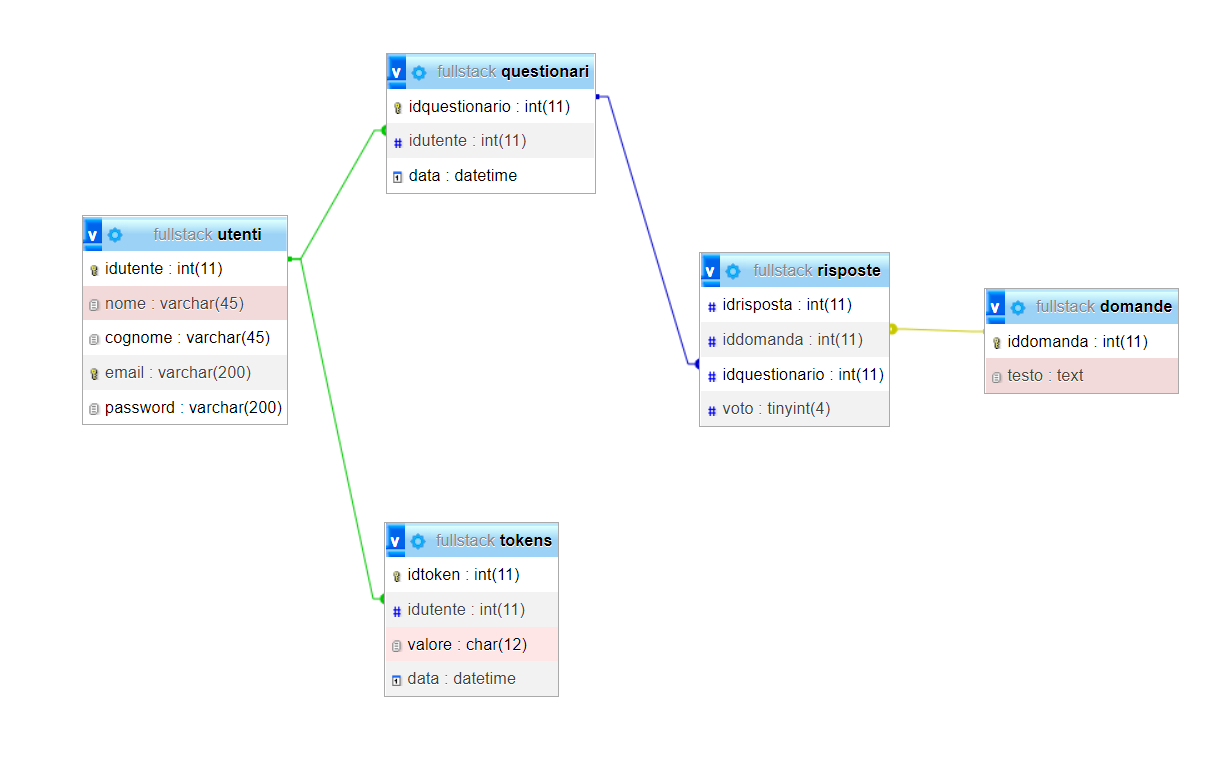 fullstack questionari
idquestionario : int(11)
idutente : int(11)
data : datetime
v fullstack utenti
idutente : int(11)
nome : varchar(45)
cognome : varchar(45)
email : varchar(200)
password : varchar(200)
v fullstack risposte
idrisposta : int(11)
iddomanda : int(11)
idquestionario : int(11)
voto : tinyint(4)
v fullstack domande
iddomanda : int(11)
testo : text
v fullstack tokens
idtoken : int(11)
idutente : int(11)
valore : char(12)
data : datetime